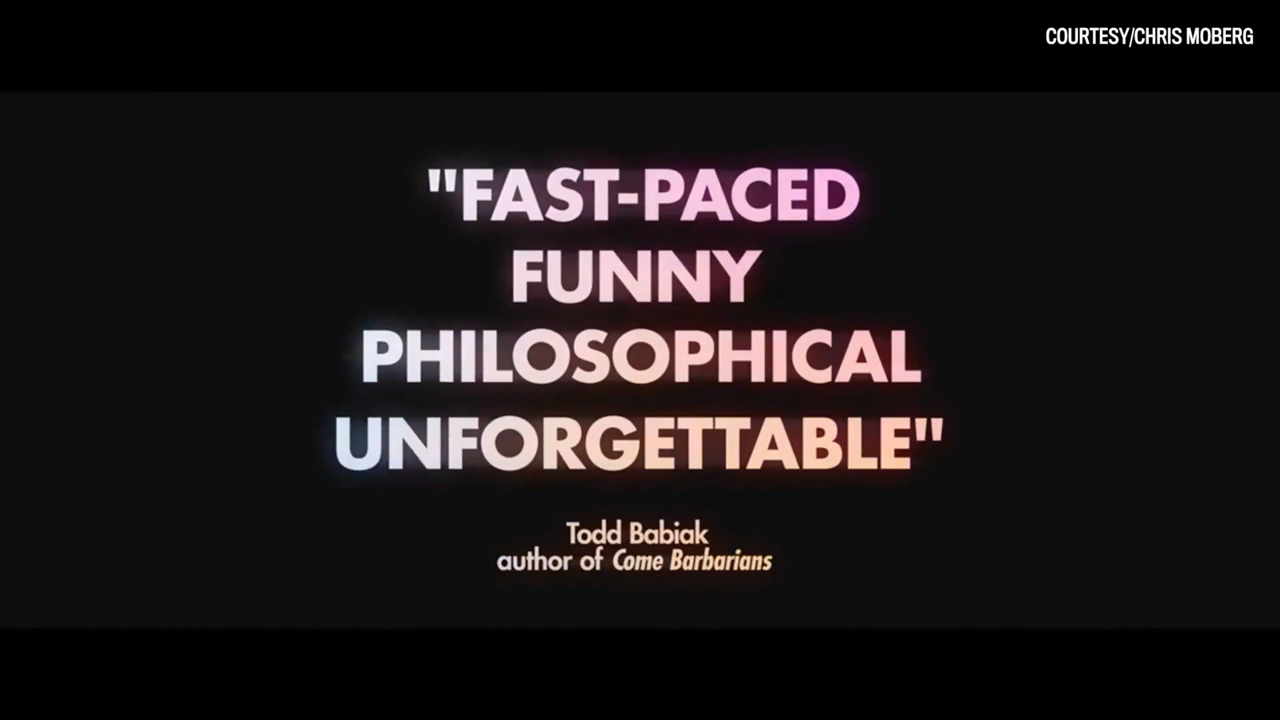 COURTESY/CHRIS MOBERG
"FAST-PACED
FUNNY
PHILOSOPHICAL
UNFORGETTABLE"
Todd Babiak
author of Come Barbarians